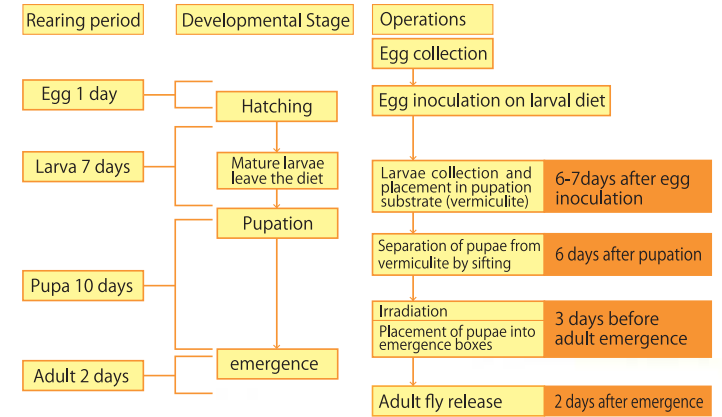 Rearing period
Developmental Stage
Operations
Egg collection
Egg 1 day
Hatching
Egg inoculation on larval diet
Larva 7 days
Mature larvae
leave the diet
Larvae collection and
placement in pupation
substrate (vermiculite)
6-7days after egg
inoculation
Pupation
Separation of pupae from
vermiculite by sifting
6 days after pupation
Pupa 10 days
Irradiation
Placement of pupae into
emergence boxes
3 days before
adult emergence
emergence
Adult 2 days
Adult fly release
2 days after emergence